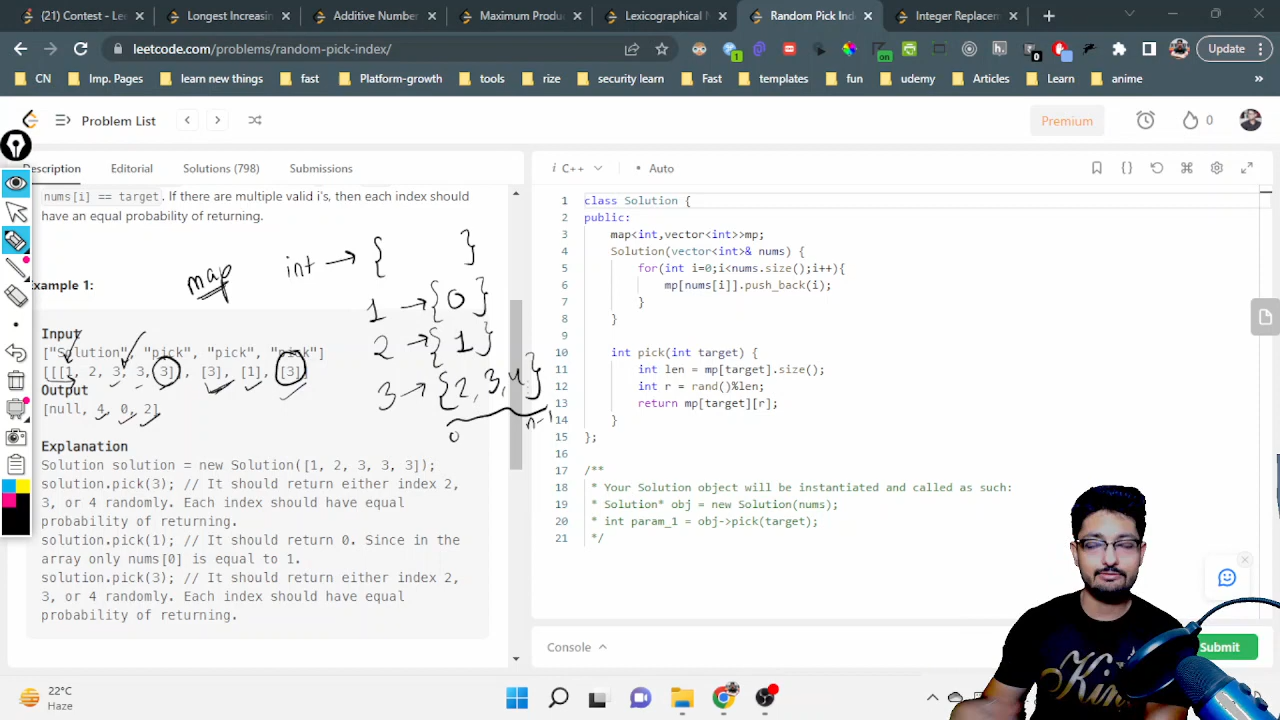 (21) Contest - Le
Longest Increasin
Additive Number
Maximum Produ
Lexicographical N
Random Pick Ind
Integer Replacem
leetcode.com/problems/random-pick-index/
Update
CN
Imp. Pages
learn new things
fast
Platform-growth
tools
rise
security learn
Fast
templates
fun
udemy
Articles
Learn
anime
Problem List
Premium
0
Description
Editorial
Solutions (798)
Submissions
i C++
• Auto
nums[i] == target. If there are multiple valid i's, then each index should
have an equal probability of returning.
int → { }
map
Example 1:
1 → {0}
2 → {1}
3 → {2, 3, 4}
0 n-1
Input
["Solution", "pick", "pick", "pick"]
[[[1, 2, 3, 3, 3]], [3], [1], [3]]
Output
[null, 4, 0, 2]
Explanation
Solution solution = new Solution([1, 2, 3, 3, 3]);
solution.pick(3); // It should return either index 2,
3, or 4 randomly. Each index should have equal
probability of returning.
solution.pick(1); // It should return 0. Since in the
array only nums[0] is equal to 1.
solution.pick(3); // It should return either index 2,
3, or 4 randomly. Each index should have equal
probability of returning.
1 class Solution {
2 public:
3 map<int,vector<int>>mp;
4 Solution(vector<int>& nums) {
5 for(int i=0;i<nums.size();i++){
6 mp[nums[i]].push_back(i);
7 }
8 }
9
10 int pick(int target) {
11 int len = mp[target].size();
12 int r = rand()%len;
13 return mp[target][r];
14 }
15 };
16
17 /**
18 * Your Solution object will be instantiated and called as such:
19 * Solution* obj = new Solution(nums);
20 * int param_1 = obj->pick(target);
21 */
Console
Submit
22°C
Haze